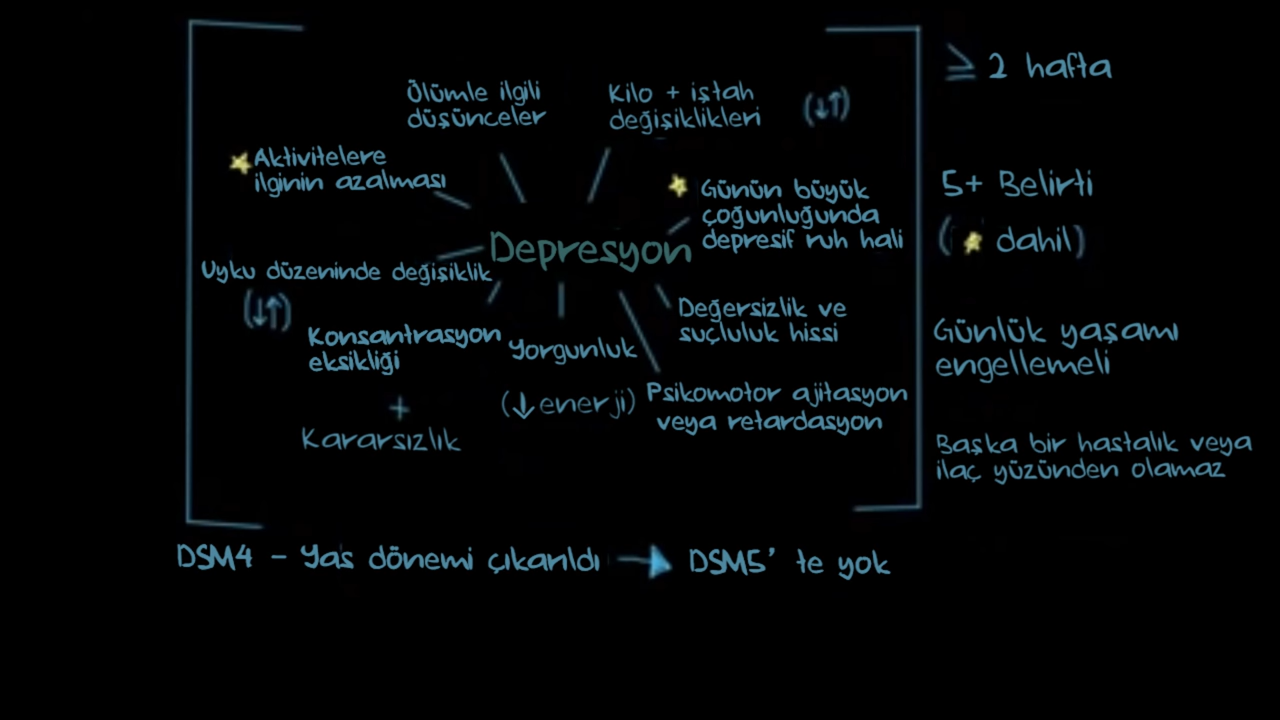 Ölümle ilgili
düşünceler
Kilo + iştah
değişiklikleri
(↓↑)
Aktivitelere
ilginin azalması
Günün büyük
çoğunluğunda
depresif ruh hali
Depresyon
Uyku düzeninde değişiklik
(↓↑)
Değersizlik ve
suçluluk hissi
Konsantrasyon
eksikliği
+
Kararsızlık
Yorgunluk
(↓enerji)
Psikomotor ajitasyon
veya retardasyon
≥ 2 hafta
5+ Belirti
(★ dahil)
Günlük yaşamı
engellemeli
Başka bir hastalık veya
ilaç yüzünden olamaz
DSM4 - Yas dönemi çıkarıldı → DSM5' te yok